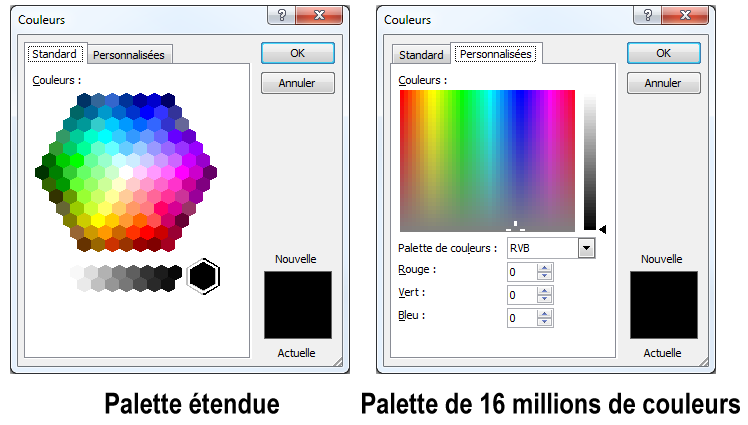 Couleurs
Standard Personnalisées
OK
Annuler
Couleurs :
Nouvelle
Actuelle
Palette étendue
Couleurs
Standard Personnalisées
OK
Annuler
Couleurs :
Palette de couleurs : RVB
Rouge : 0
Vert : 0
Bleu : 0
Nouvelle
Actuelle
Palette de 16 millions de couleurs